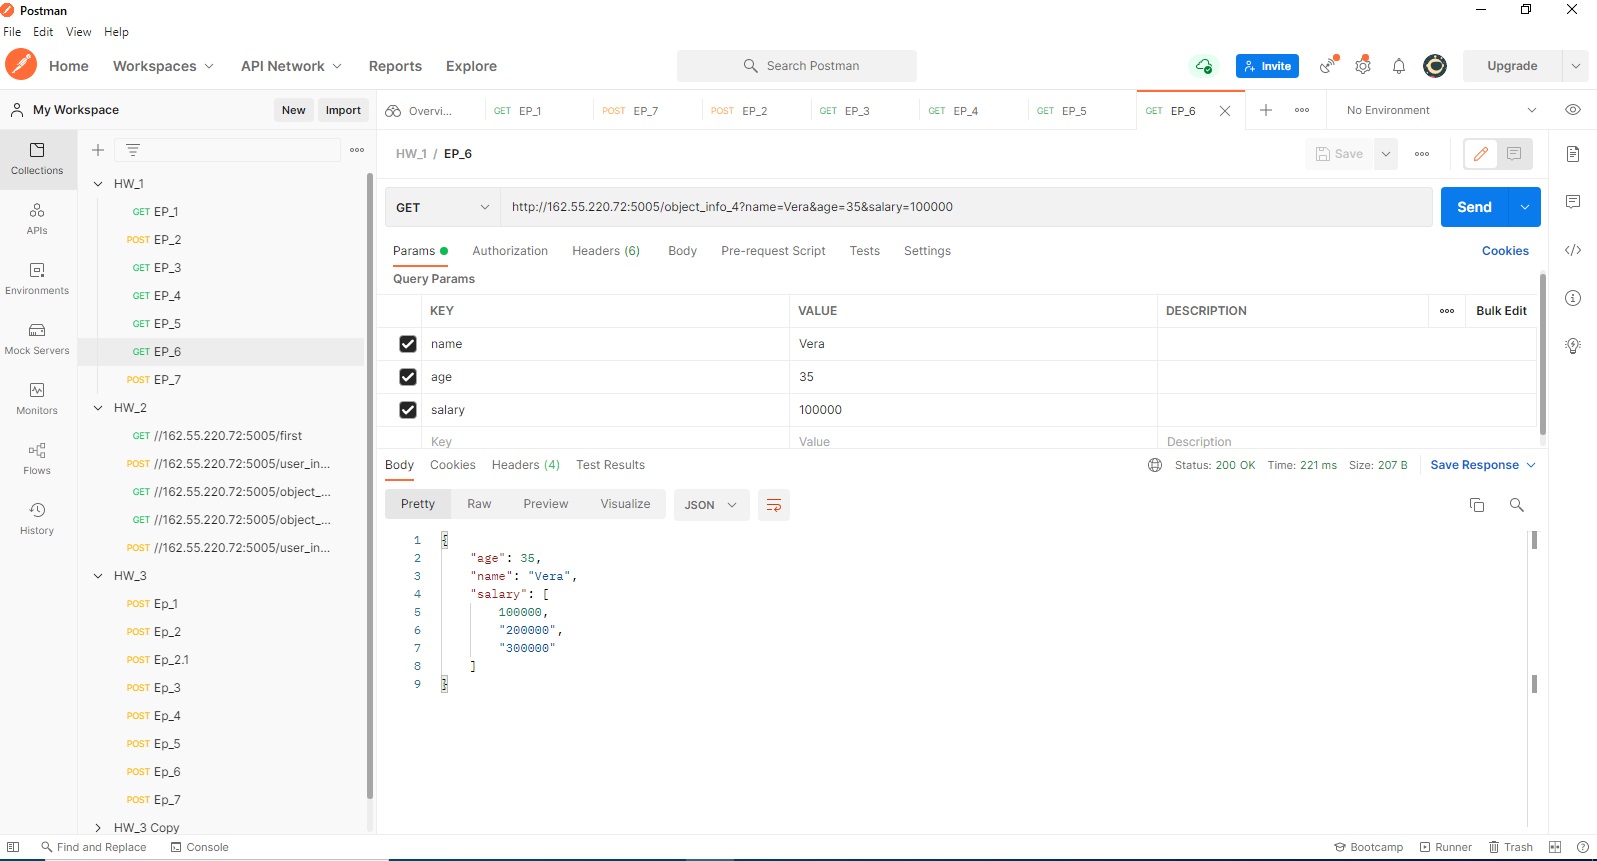 Postman
File Edit View Help
Home Workspaces API Network Reports Explore Search Postman Invite Upgrade
My Workspace New Import Overvi... GET EP_1 POST EP_7 POST EP_2 GET EP_3 GET EP_4 GET EP_5 GET EP_6 No Environment
HW_1 / EP_6 Save
GET http://162.55.220.72:5005/object_info_4?name=Vera&age=35&salary=100000 Send
Params Authorization Headers (6) Body Pre-request Script Tests Settings Cookies
Query Params
KEY VALUE DESCRIPTION Bulk Edit
name Vera
age 35
salary 100000
Key Value Description
Body Cookies Headers (4) Test Results Status: 200 OK Time: 221 ms Size: 207 B Save Response
Pretty Raw Preview Visualize JSON
1 {
2 "age": 35,
3 "name": "Vera",
4 "salary": [
5 100000,
6 "200000",
7 "300000"
8 ]
9 }
Collections
APIs
Environments
Mock Servers
Monitors
Flows
History
HW_1
GET EP_1
POST EP_2
GET EP_3
GET EP_4
GET EP_5
GET EP_6
POST EP_7
HW_2
GET //162.55.220.72:5005/first
POST //162.55.220.72:5005/user_in...
GET //162.55.220.72:5005/object_...
GET //162.55.220.72:5005/object_...
POST //162.55.220.72:5005/user_in...
HW_3
POST Ep_1
POST Ep_2
POST Ep_2.1
POST Ep_3
POST Ep_4
POST Ep_5
POST Ep_6
POST Ep_7
HW_3 Copy
Find and Replace Console Bootcamp Runner Trash